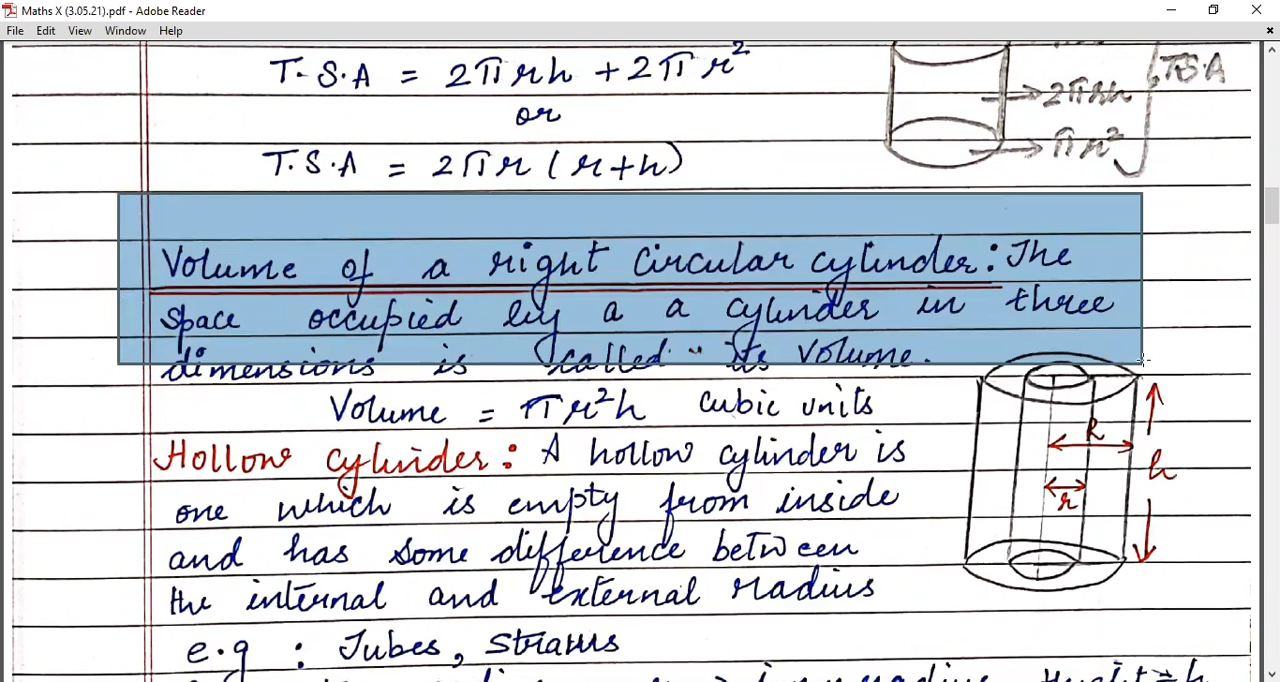 Maths X (3.05.21).pdf - Adobe Reader
File Edit View Window Help
T.S.A = 2πrh + 2πr²
or
T.S.A = 2πr (r+h)
2πrh
πr²
T.S.A
Volume of a right circular cylinder: The
space occupied by a a cylinder in three
dimensions is called its volume.
Volume = πr²h cubic units
Hollow cylinder: A hollow cylinder is
one which is empty from inside
and has some difference between
the internal and external radius
R
r
h
e.g : Tubes, Straws
radius Height = h